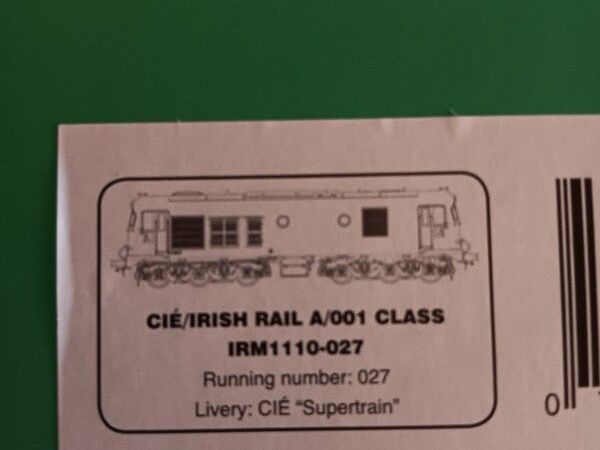 CIÉ/IRISH RAIL A/001 CLASS
IRM1110-027
Running number: 027
Livery: CIÉ “Supertrain”
0